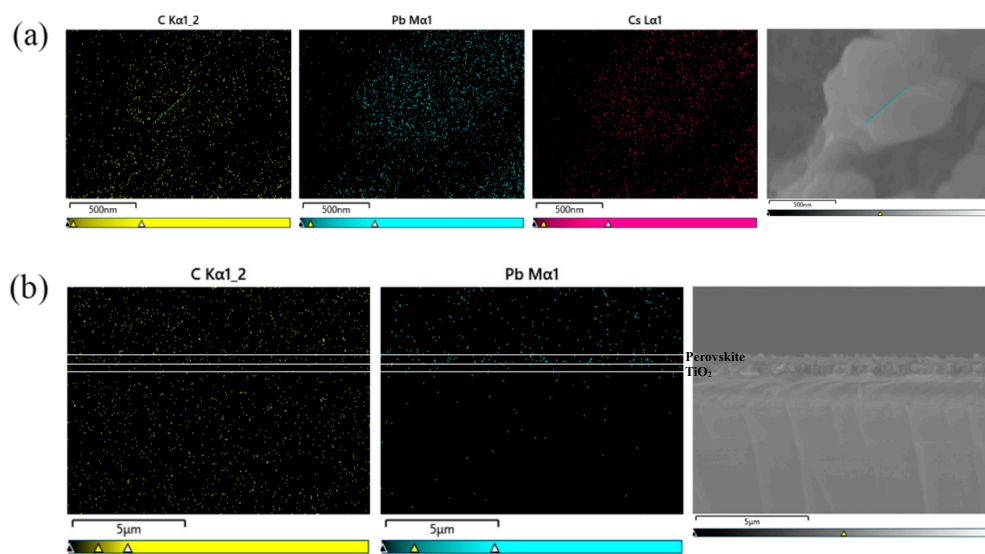 (a)
C Kα1_2
Pb Mα1
Cs Lα1
500nm
500nm
500nm
500nm
(b)
C Kα1_2
Pb Mα1
Perovskite
TiO₂
5μm
5μm
5μm